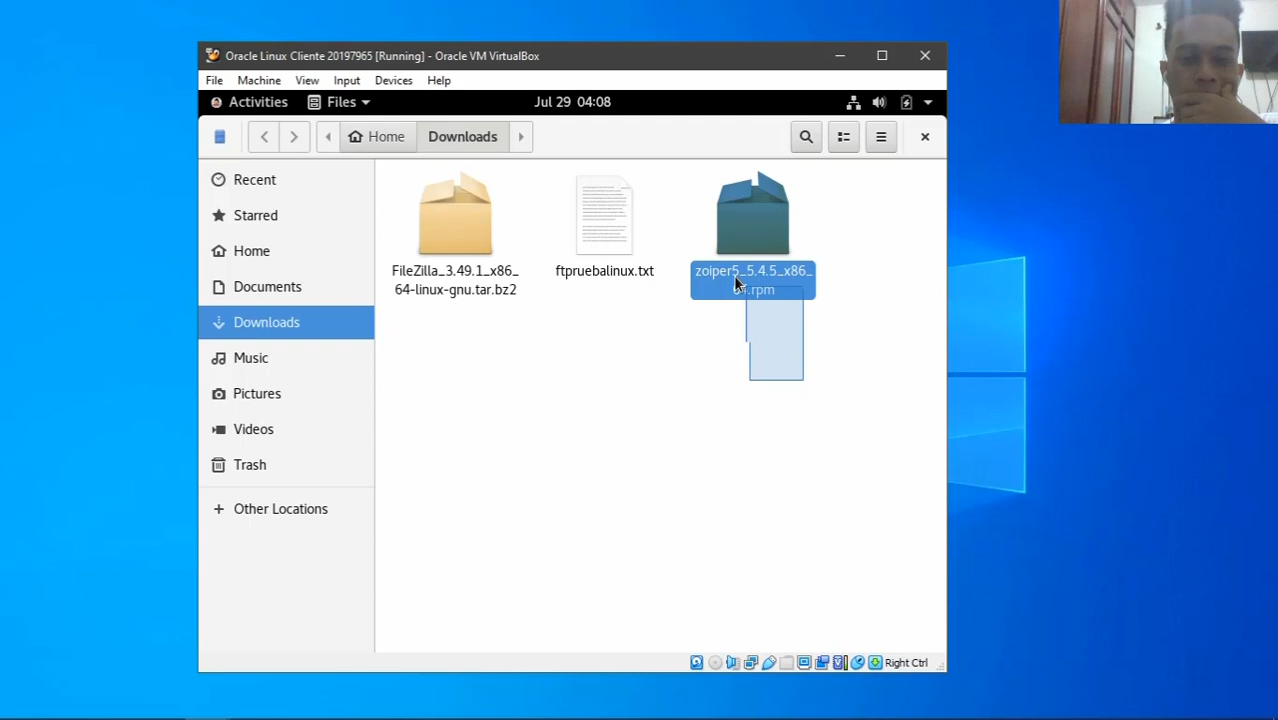 Oracle Linux Cliente 20197965 [Running] - Oracle VM VirtualBox
File Machine View Input Devices Help
Activities Files Jul 29 04:08
Home Downloads
Recent
Starred
Home
Documents
Downloads
Music
Pictures
Videos
Trash
Other Locations
FileZilla_3.49.1_x86_
64-linux-gnu.tar.bz2
ftpruebalinux.txt
zoiper5_5.4.5_x86_
64.rpm
Right Ctrl